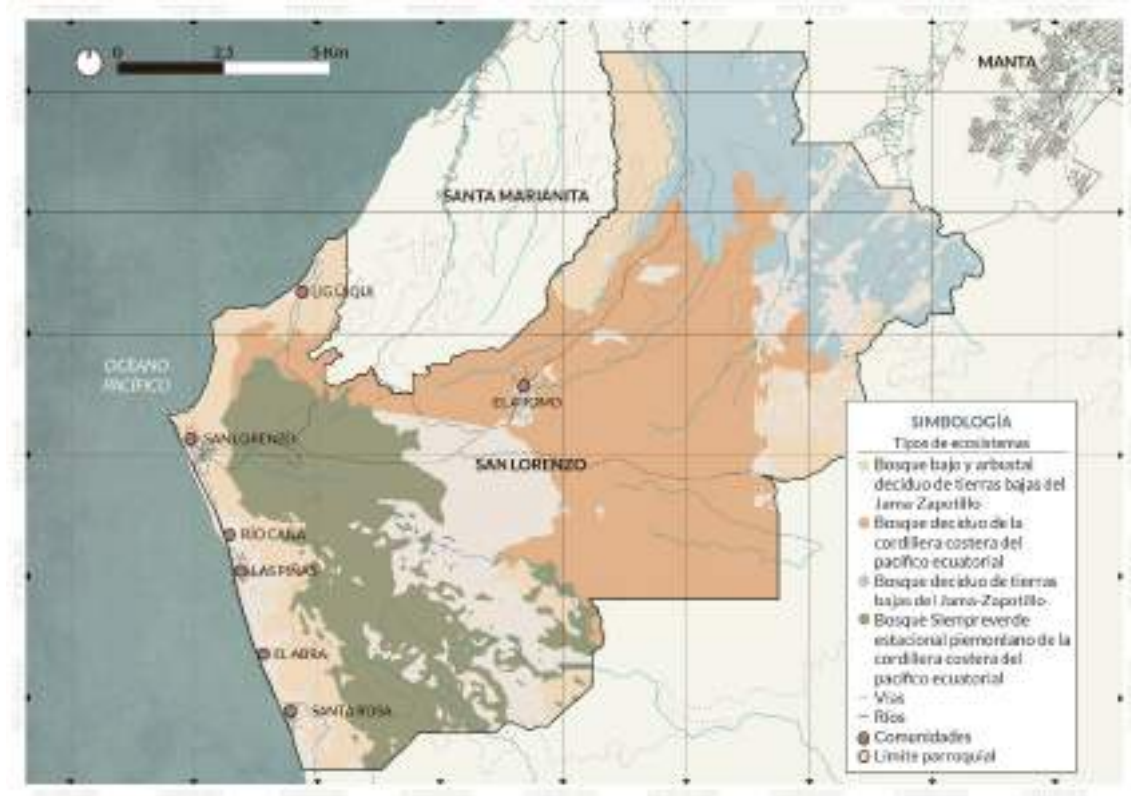 0 2.5 5 Km
MANTA
SANTA MARIANITA
LIGÜIQUI
OCÉANO
PACÍFICO
EL AROMO
SAN LORENZO
SAN LORENZO
RÍO CAÑA
LAS PIÑAS
EL ABRA
SANTA ROSA
SIMBOLOGÍA
Tipos de ecosistemas
Bosque bajo y arbustal
deciduo de tierras bajas del
Jama-Zapotillo
Bosque deciduo de la
cordillera costera del
pacífico ecuatorial
Bosque deciduo de tierras
bajas del Jama-Zapotillo
Bosque Siempreverde
estacional piemontano de la
cordillera costera del
pacífico ecuatorial
Vías
Ríos
Comunidades
Límite parroquial